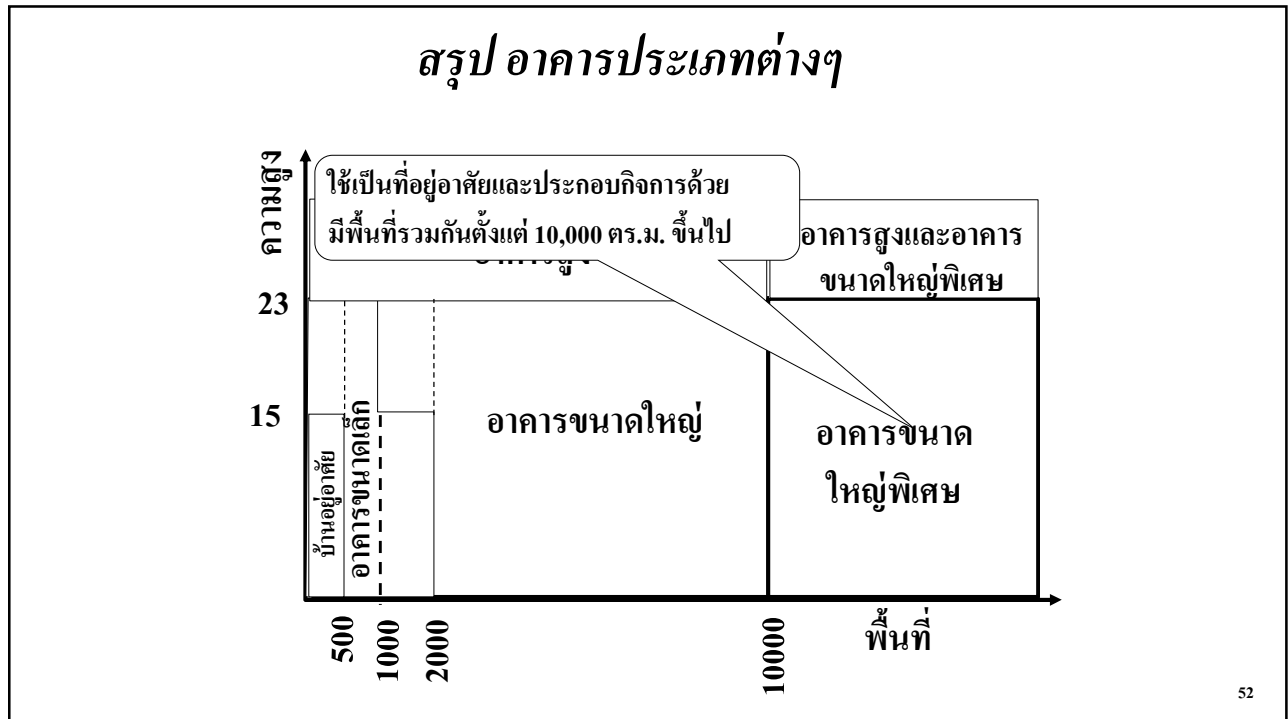 สรุป อาคารประเภทต่างๆ
ความสูง
ใช้เป็นที่อยู่อาศัยและประกอบกิจการด้วย
มีพื้นที่รวมกันตั้งแต่ 10,000 ตร.ม. ขึ้นไป
อาคารสูง
อาคารสูงและอาคาร
ขนาดใหญ่พิเศษ
23
15
บ้านอยู่อาศัย
อาคารขนาดเล็ก
อาคารขนาดใหญ่
อาคารขนาด
ใหญ่พิเศษ
500
1000
2000
10000
พื้นที่
52